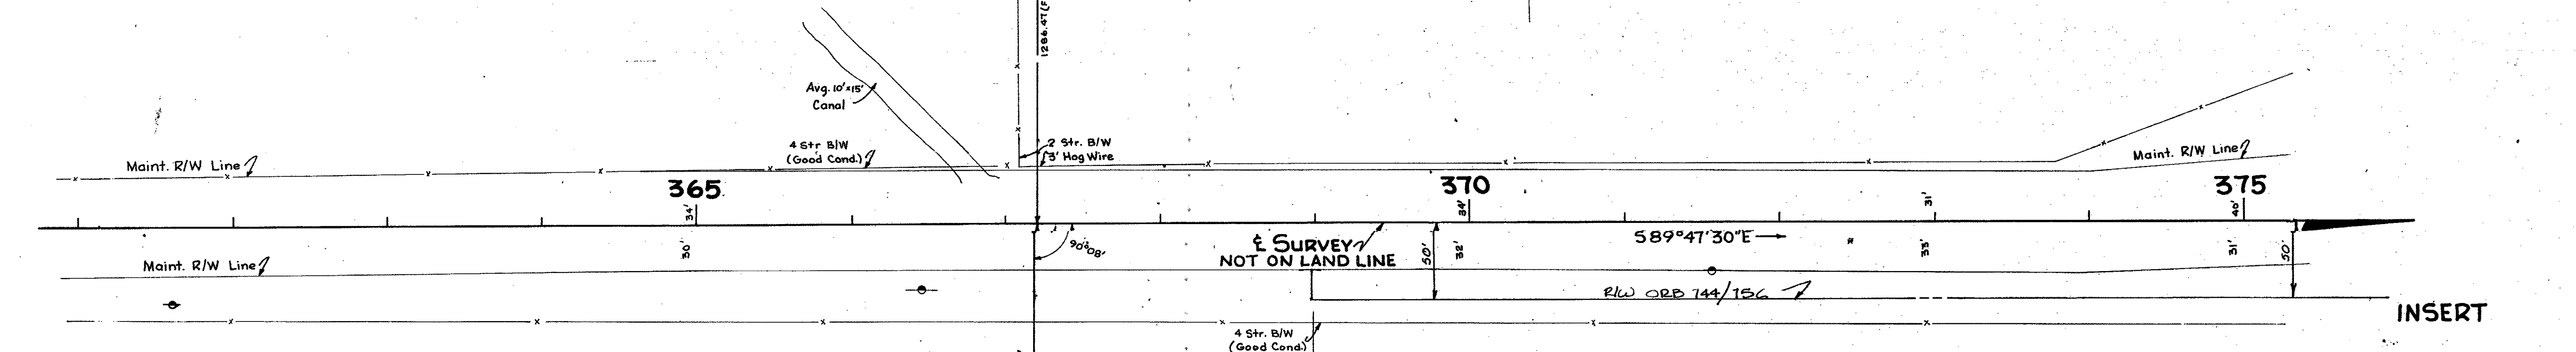 1286.47(F
Avg. 10'x15'
Canal
4 Str B/W
(Good Cond.)
2 Str. B/W
3' Hog Wire
Maint. R/W Line
Maint. R/W Line
365
370
375
34'
34'
31'
40'
30'
90°08'
℄ SURVEY
NOT ON LAND LINE
50'
32'
S89°47'30"E
33'
31'
50'
Maint. R/W Line
R/W ORB 744/756
INSERT
4 Str. B/W
(Good Cond.)